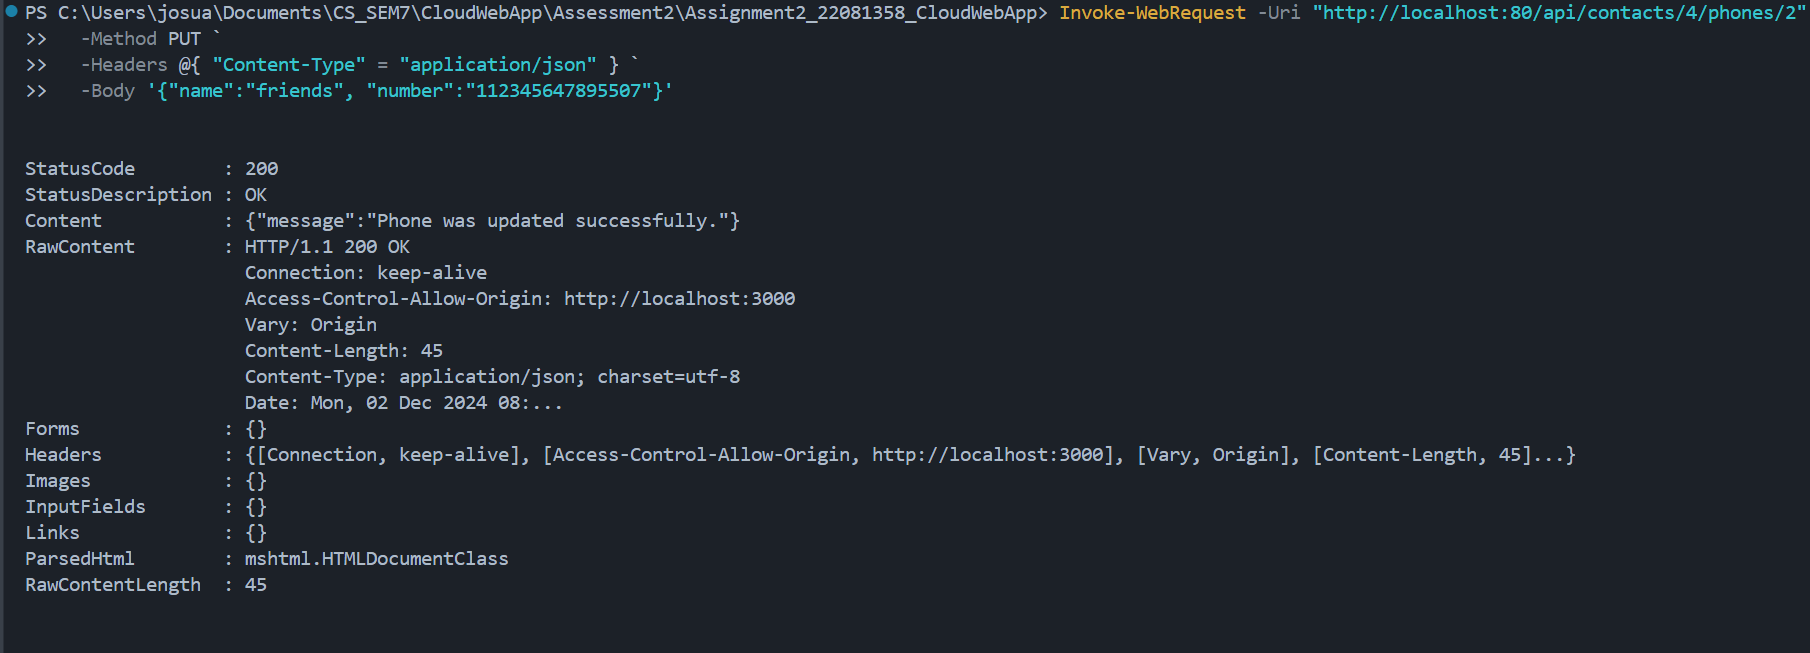 PS C:\Users\josua\Documents\CS_SEM7\CloudWebApp\Assessment2\Assignment2_22081358_CloudWebApp> Invoke-WebRequest -Uri "http://localhost:80/api/contacts/4/phones/2"
>>   -Method PUT `
>>   -Headers @{ "Content-Type" = "application/json" } `
>>   -Body '{"name":"friends", "number":"112345647895507"}'
StatusCode        : 200
StatusDescription : OK
Content           : {"message":"Phone was updated successfully."}
RawContent        : HTTP/1.1 200 OK
                    Connection: keep-alive
                    Access-Control-Allow-Origin: http://localhost:3000
                    Vary: Origin
                    Content-Length: 45
                    Content-Type: application/json; charset=utf-8
                    Date: Mon, 02 Dec 2024 08:...
Forms             : {}
Headers           : {[Connection, keep-alive], [Access-Control-Allow-Origin, http://localhost:3000], [Vary, Origin], [Content-Length, 45]...}
Images            : {}
InputFields       : {}
Links             : {}
ParsedHtml        : mshtml.HTMLDocumentClass
RawContentLength  : 45